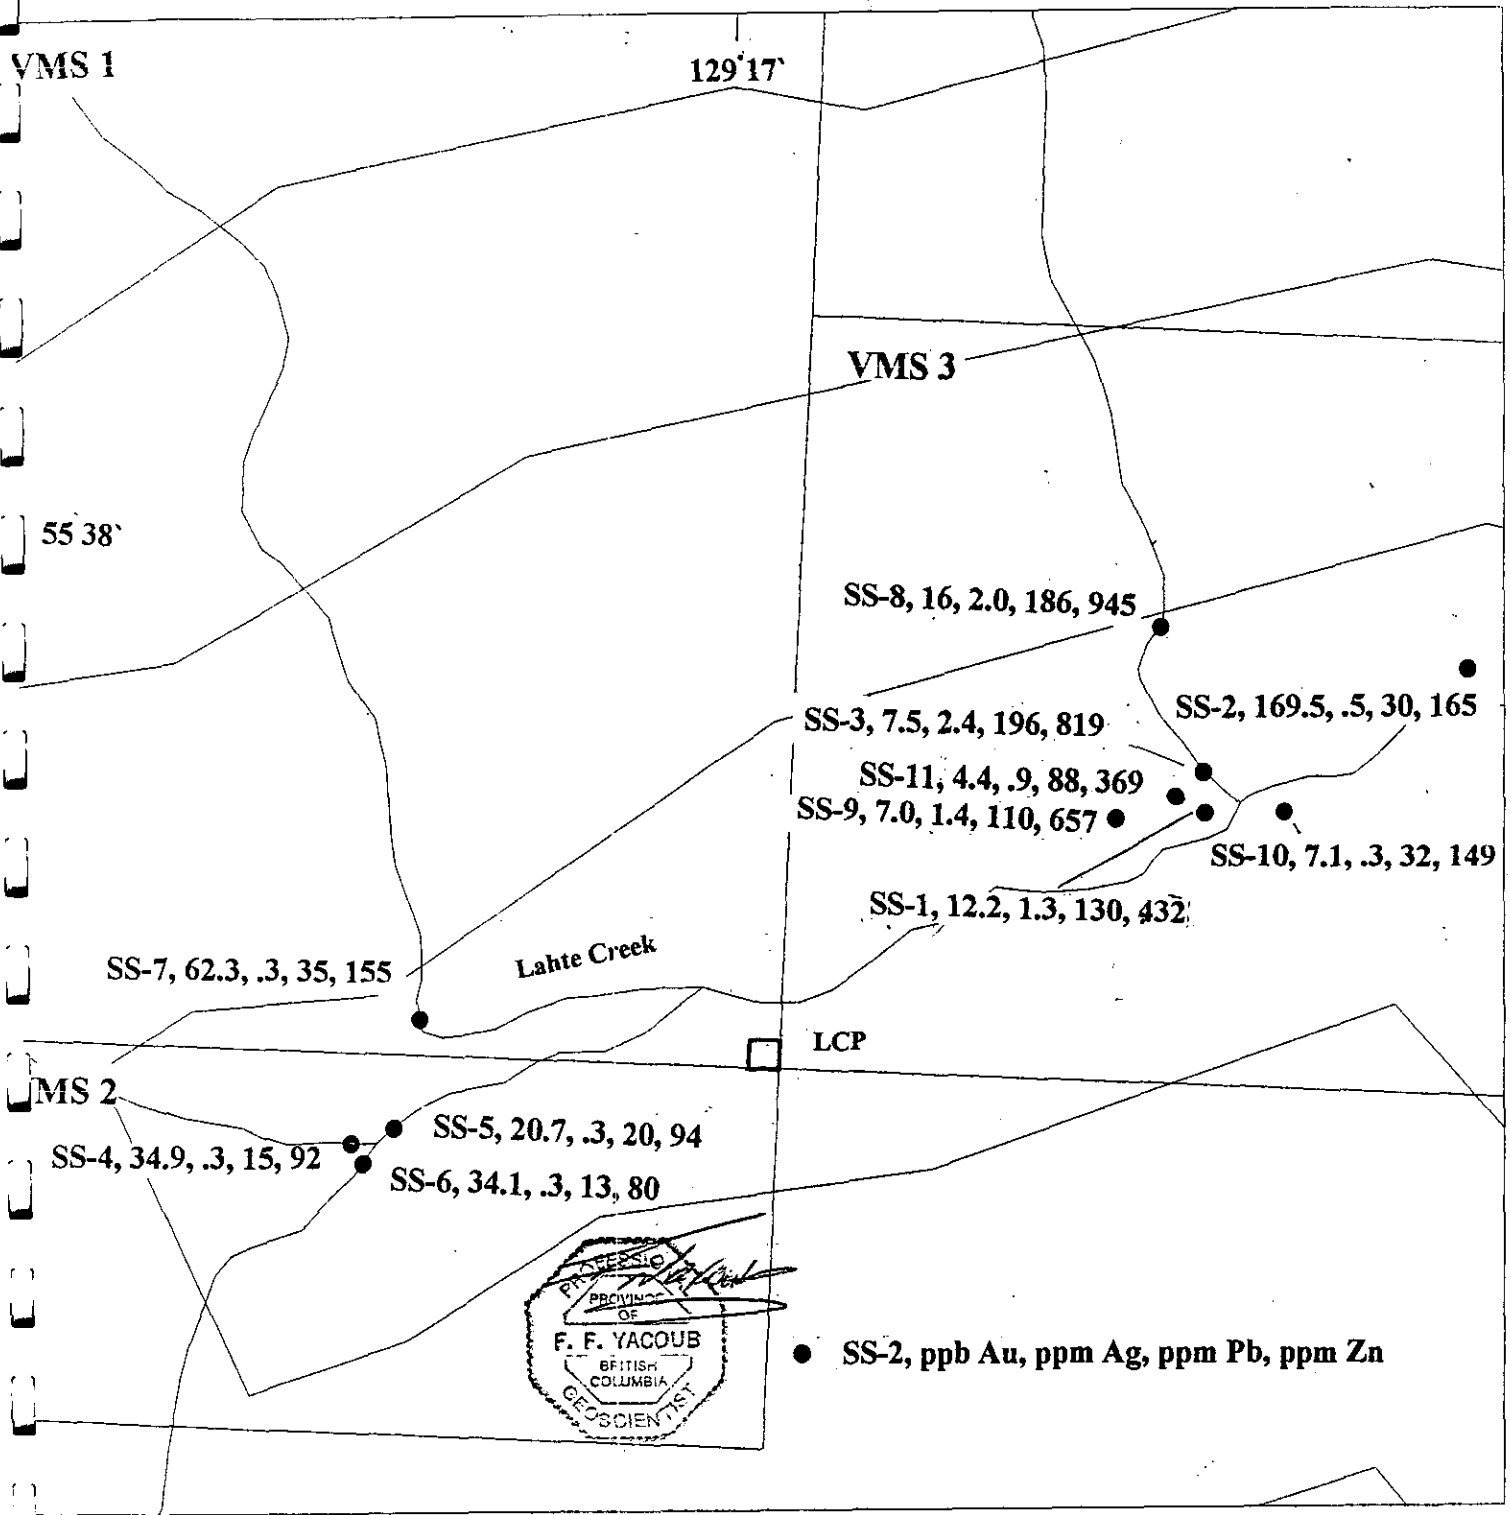 VMS 1
129°17`
VMS 3
55 38`
SS-8, 16, 2.0, 186, 945
SS-2, 169.5, .5, 30, 165
SS-3, 7.5, 2.4, 196, 819
SS-11, 4.4, .9, 88, 369
SS-9, 7.0, 1.4, 110, 657
SS-10, 7.1, .3, 32, 149
SS-1, 12.2, 1.3, 130, 432
Lahte Creek
SS-7, 62.3, .3, 35, 155
LCP
MS 2
SS-5, 20.7, .3, 20, 94
SS-4, 34.9, .3, 15, 92
SS-6, 34.1, .3, 13, 80
PROVINCE
OF
F. F. YACOUB
BRITISH
COLUMBIA
GEOSCIENTIST
SS-2, ppb Au, ppm Ag, ppm Pb, ppm Zn